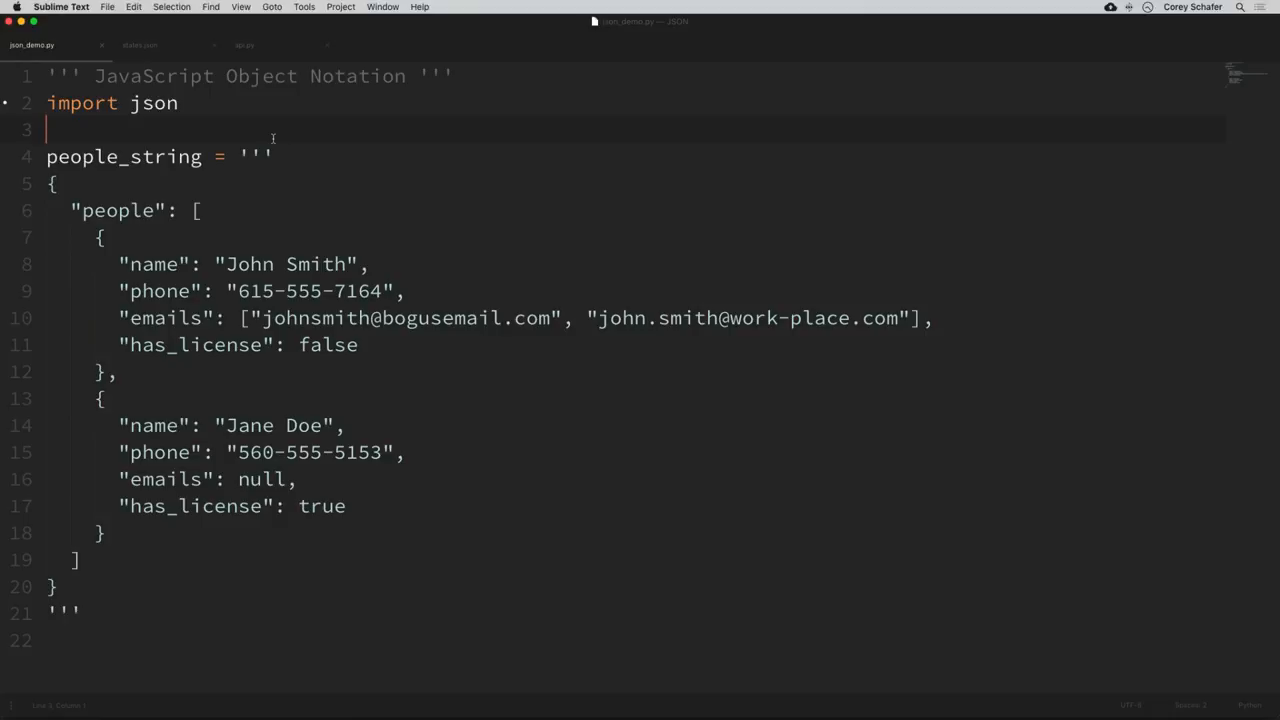 Sublime Text File Edit Selection Find View Goto Tools Project Window Help Corey Schafer
json_demo.py — JSON
json_demo.py × states.json × api.py ×
1 ''' JavaScript Object Notation '''
2 import json
3
4 people_string = '''
5 {
6 "people": [
7 {
8 "name": "John Smith",
9 "phone": "615-555-7164",
10 "emails": ["johnsmith@bogusemail.com", "john.smith@work-place.com"],
11 "has_license": false
12 },
13 {
14 "name": "Jane Doe",
15 "phone": "560-555-5153",
16 "emails": null,
17 "has_license": true
18 }
19 ]
20 }
21 '''
22
Line 3, Column 1 UTF-8 Spaces: 2 Python